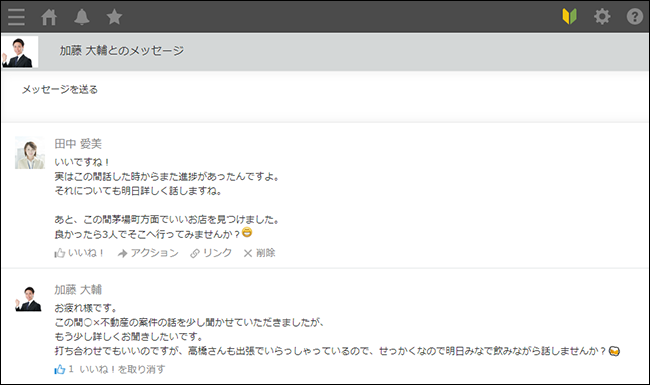 加藤 大輔とのメッセージ
メッセージを送る
田中 愛美
いいですね！
実はこの間話した時からまた進捗があったんですよ。
それについても明日詳しく話しますね。
あと、この間茅場町方面でいいお店を見つけました。
良かったら3人でそこへ行ってみませんか？
いいね！ アクション リンク 削除
加藤 大輔
お疲れ様です。
この間○×不動産の案件の話を少し聞かせていただきましたが、
もう少し詳しくお聞きしたいです。
打ち合わせでもいいのですが、高橋さんも出張でいらっしゃっているので、せっかくなので明日みなで飲みながら話しませんか？
1 いいね！を取り消す